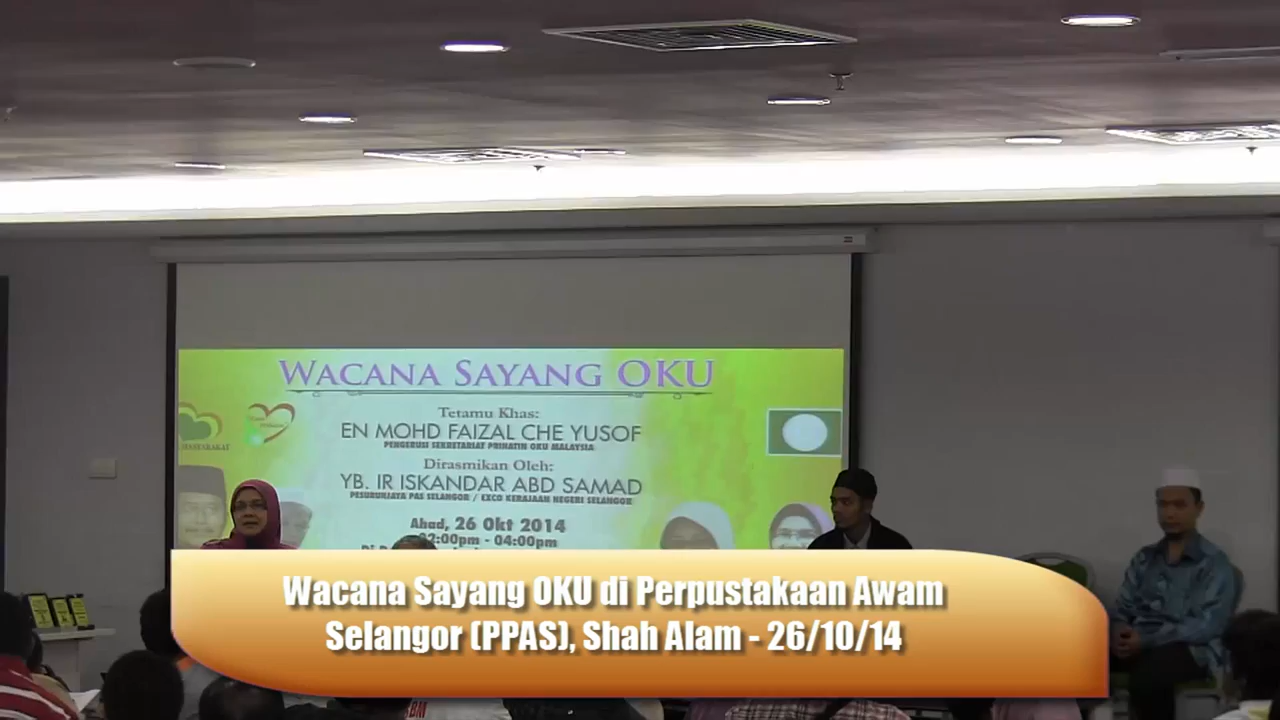 WACANA SAYANG OKU
Tetamu Khas:
EN MOHD FAIZAL CHE YUSOF
PENGERUSI SEKRETARIAT PRIHATIN OKU MALAYSIA
Dirasmikan Oleh:
YB. IR ISKANDAR ABD SAMAD
PESURUHJAYA PAS SELANGOR / EXCO KERAJAAN NEGERI SELANGOR
Ahad, 26 Okt 2014
02:00pm - 04:00pm
Wacana Sayang OKU di Perpustakaan Awam
Selangor (PPAS), Shah Alam - 26/10/14